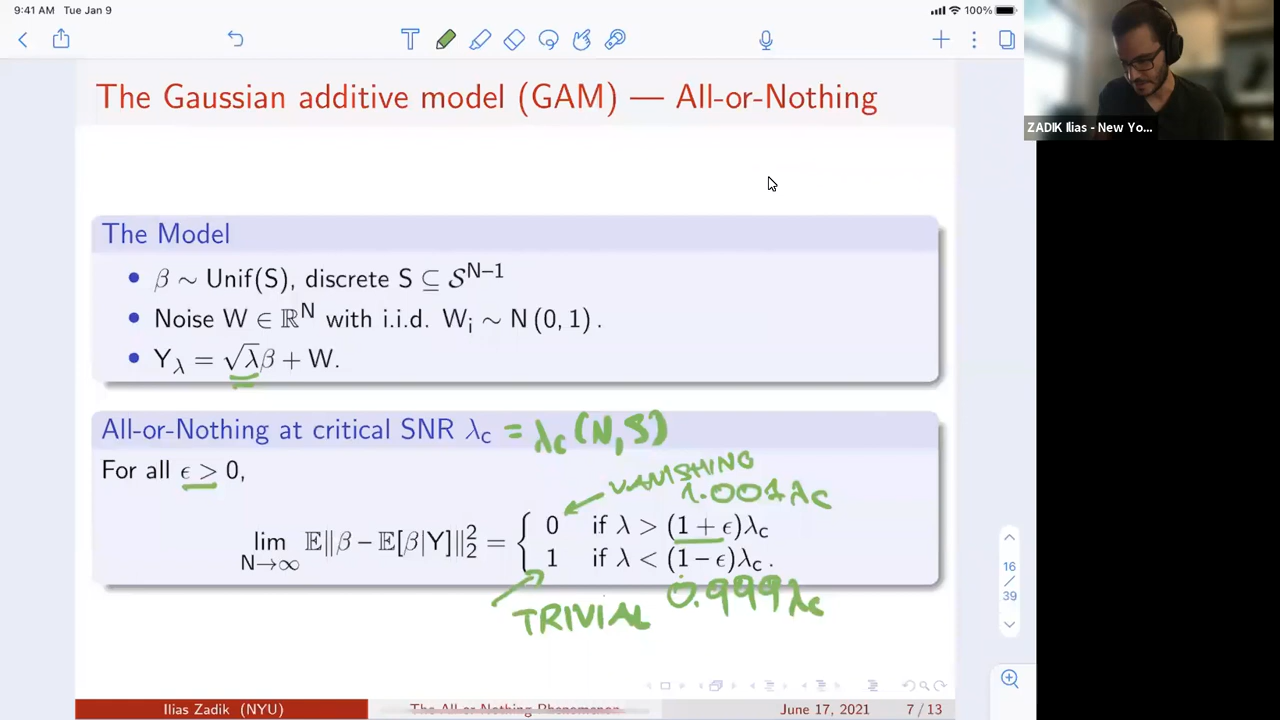 9:41 AM Tue Jan 9
100%
The Gaussian additive model (GAM) — All-or-Nothing
ZADIK Ilias - New Yo...
The Model
β ∼ Unif(S), discrete S ⊆ 𝒮^{N−1}
Noise W ∈ ℝ^N with i.i.d. W_i ∼ N (0, 1) .
Y_λ = √λβ + W.
All-or-Nothing at critical SNR λ_c = λc (N, S)
For all ϵ > 0,
VANISHING
1.001λc
lim_{N→∞} 𝔼‖β − 𝔼[β|Y]‖₂² = { 0 if λ > (1 + ϵ)λ_c
1 if λ < (1 − ϵ)λ_c .
TRIVIAL 0.999λc
16
/
39
Ilias Zadik (NYU) The All-or-Nothing Phenomenon June 17, 2021 7 / 13